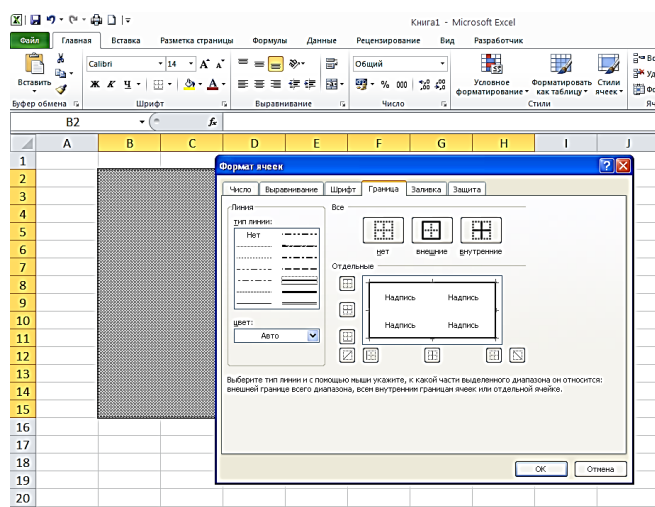 Книга1 - Microsoft Excel
Файл Главная Вставка Разметка страницы Формулы Данные Рецензирование Вид Разработчик
Вставить
Calibri 14 A A
Ж К Ч A
Общий
% 000
Условное форматирование
Форматировать как таблицу
Стили ячеек
Буфер обмена Шрифт Выравнивание Число Стили
B2 fx
A B C D E F G H I J
1
2
3
4
5
6
7
8
9
10
11
12
13
14
15
16
17
18
19
20
Формат ячеек
Число Выравнивание Шрифт Граница Заливка Защита
Линия
тип линии:
Нет
цвет:
Авто
Все
нет внешние внутренние
Отдельные
Надпись Надпись
Надпись Надпись
Выберите тип линии и с помощью мыши укажите, к какой части выделенного диапазона он относится:
внешней границе всего диапазона, всем внутренним границам ячеек или отдельной ячейке.
ОК Отмена